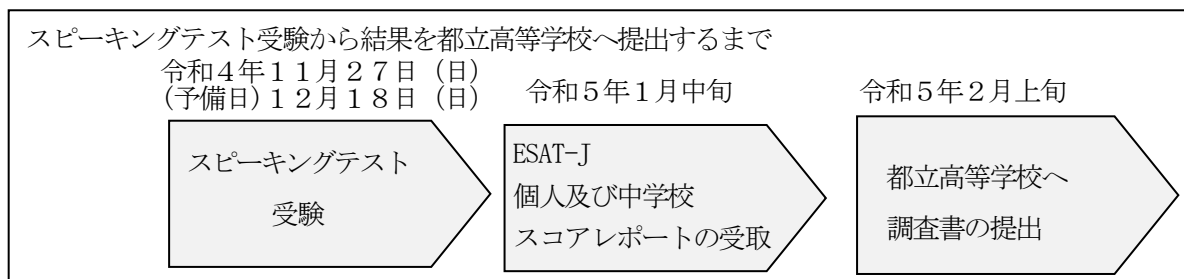 スピーキングテスト受験から結果を都立高等学校へ提出するまで
令和４年１１月２７日（日）
(予備日)１２月１８日（日）
令和５年１月中旬
令和５年２月上旬
スピーキングテスト
受験
ESAT-J
個人及び中学校
スコアレポートの受取
都立高等学校へ
調査書の提出